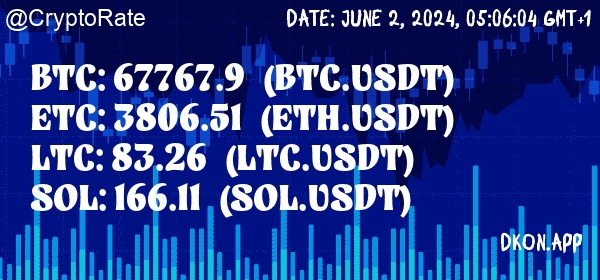 @CryptoRate
DATE: JUNE 2, 2024, 05:06:04 GMT+1
BTC: 67767.9 (BTC.USDT)
ETC: 3806.51 (ETH.USDT)
LTC: 83.26 (LTC.USDT)
SOL: 166.11 (SOL.USDT)
DKON.APP